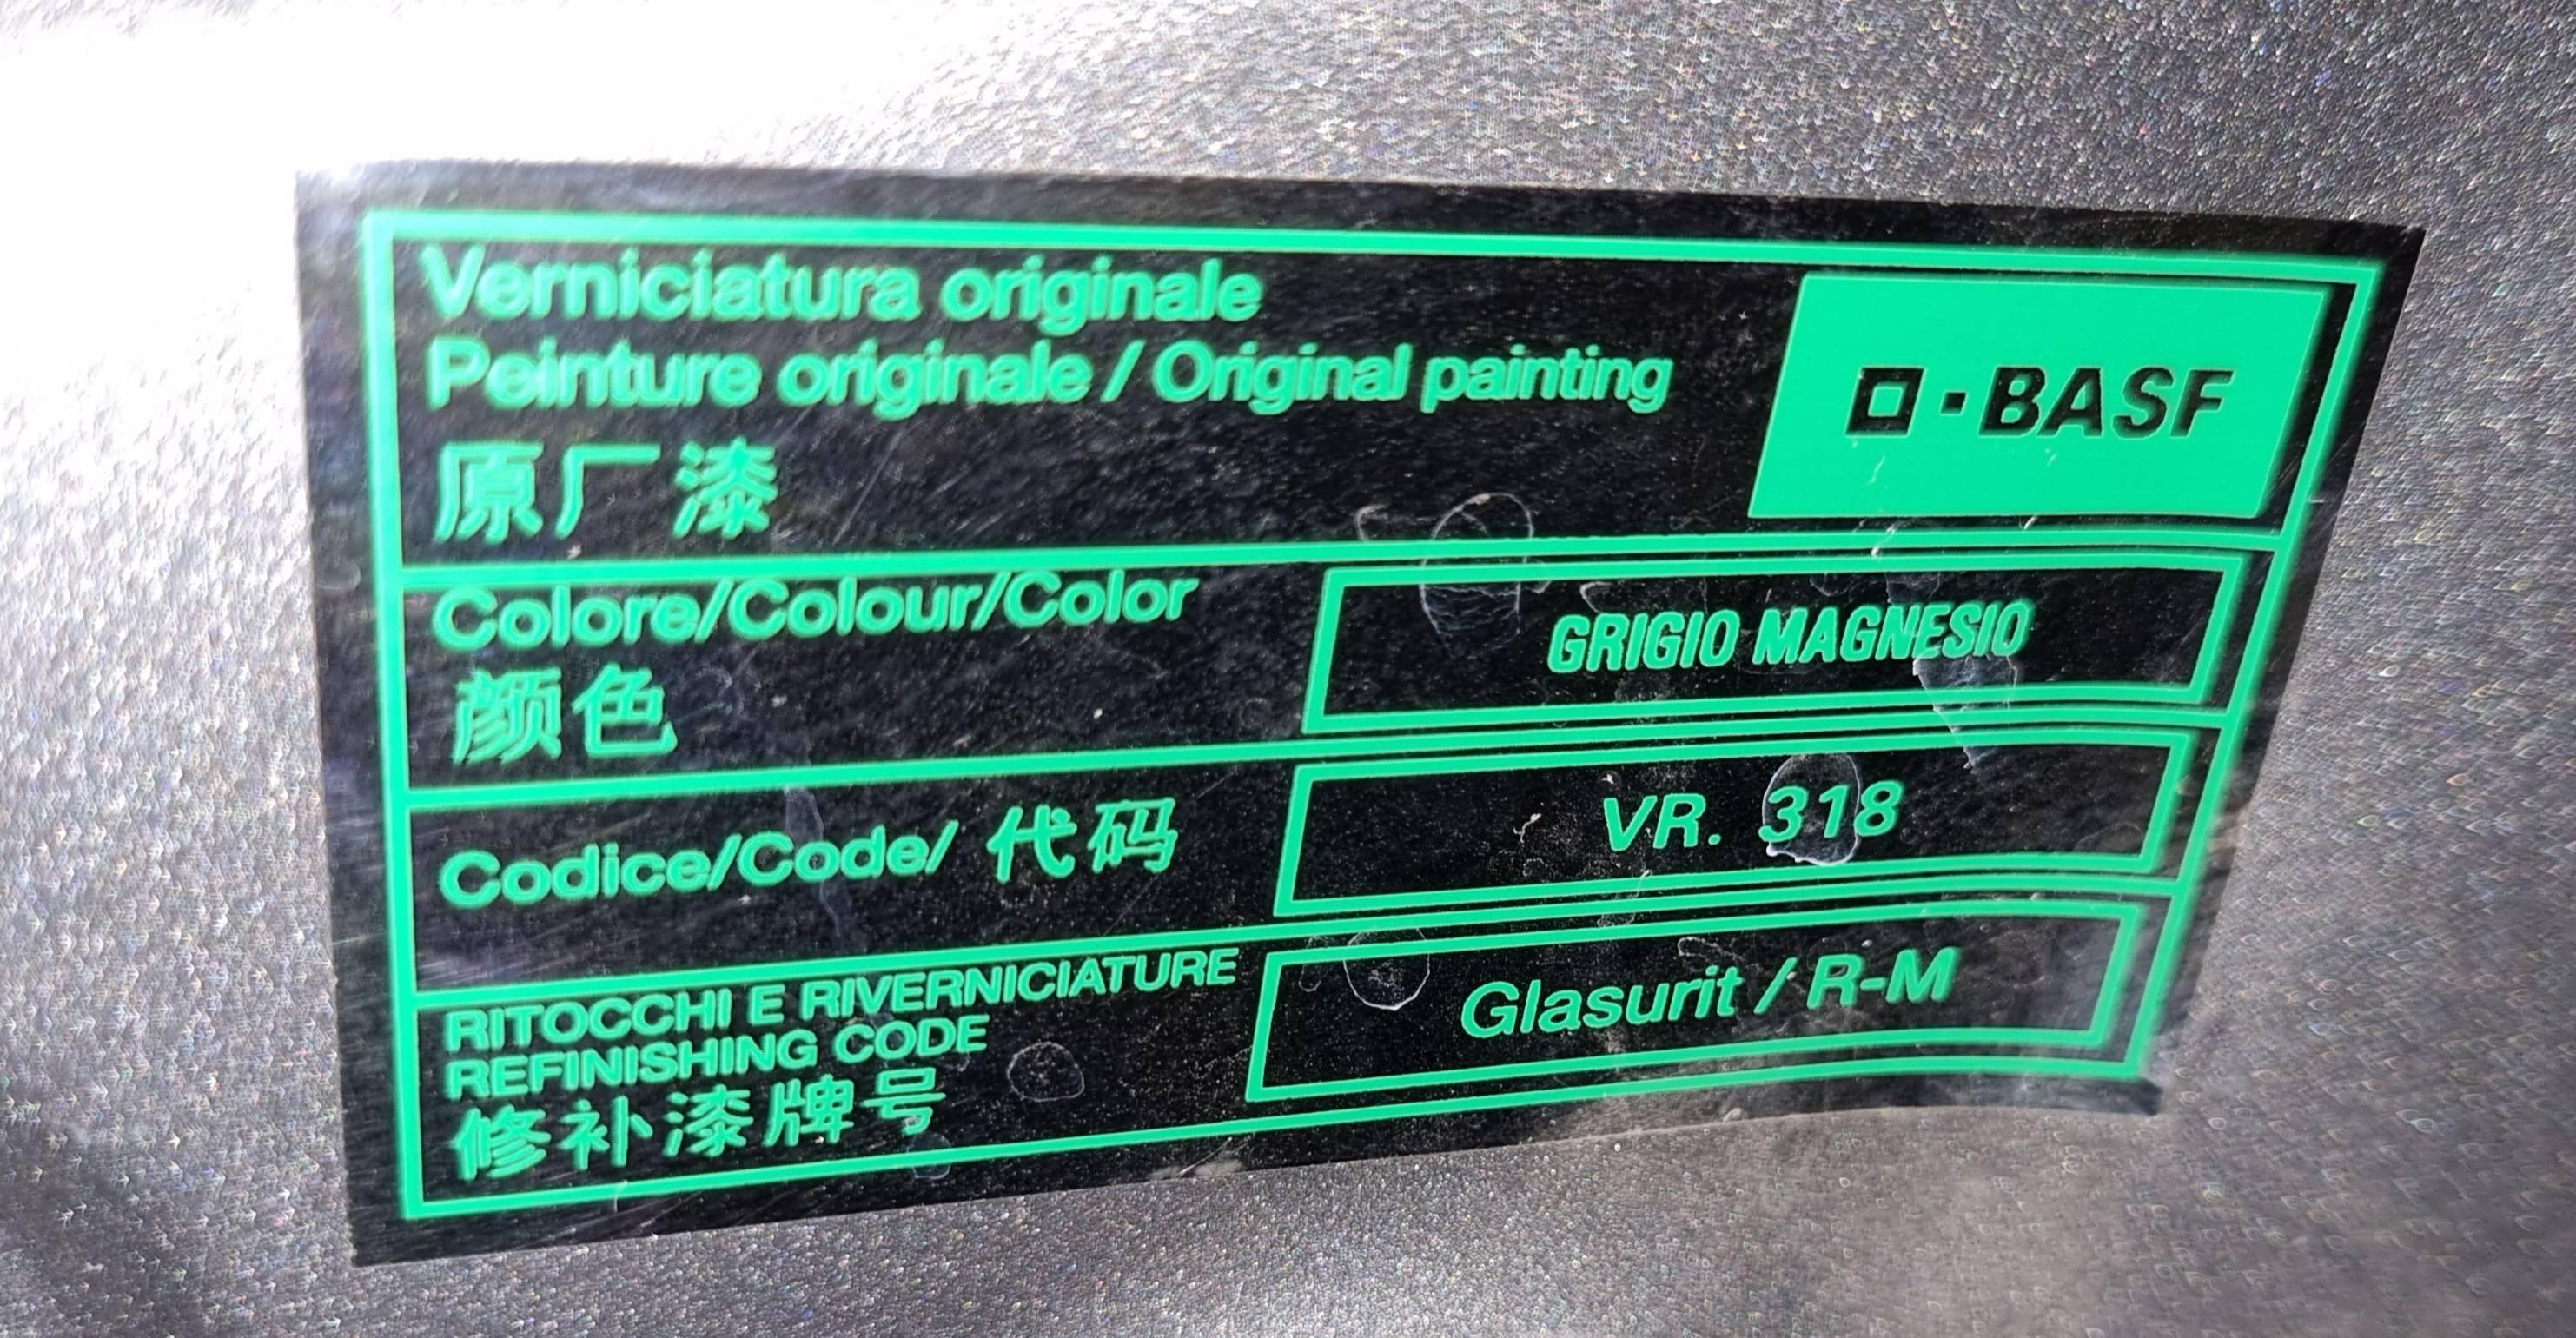 Verniciatura originale
Peinture originale / Original painting
原厂漆
BASF
Colore/Colour/Color
颜色
GRIGIO MAGNESIO
Codice/Code/ 代码
VR. 318
RITOCCHI E RIVERNICIATURE
REFINISHING CODE
修补漆牌号
Glasurit / R-M